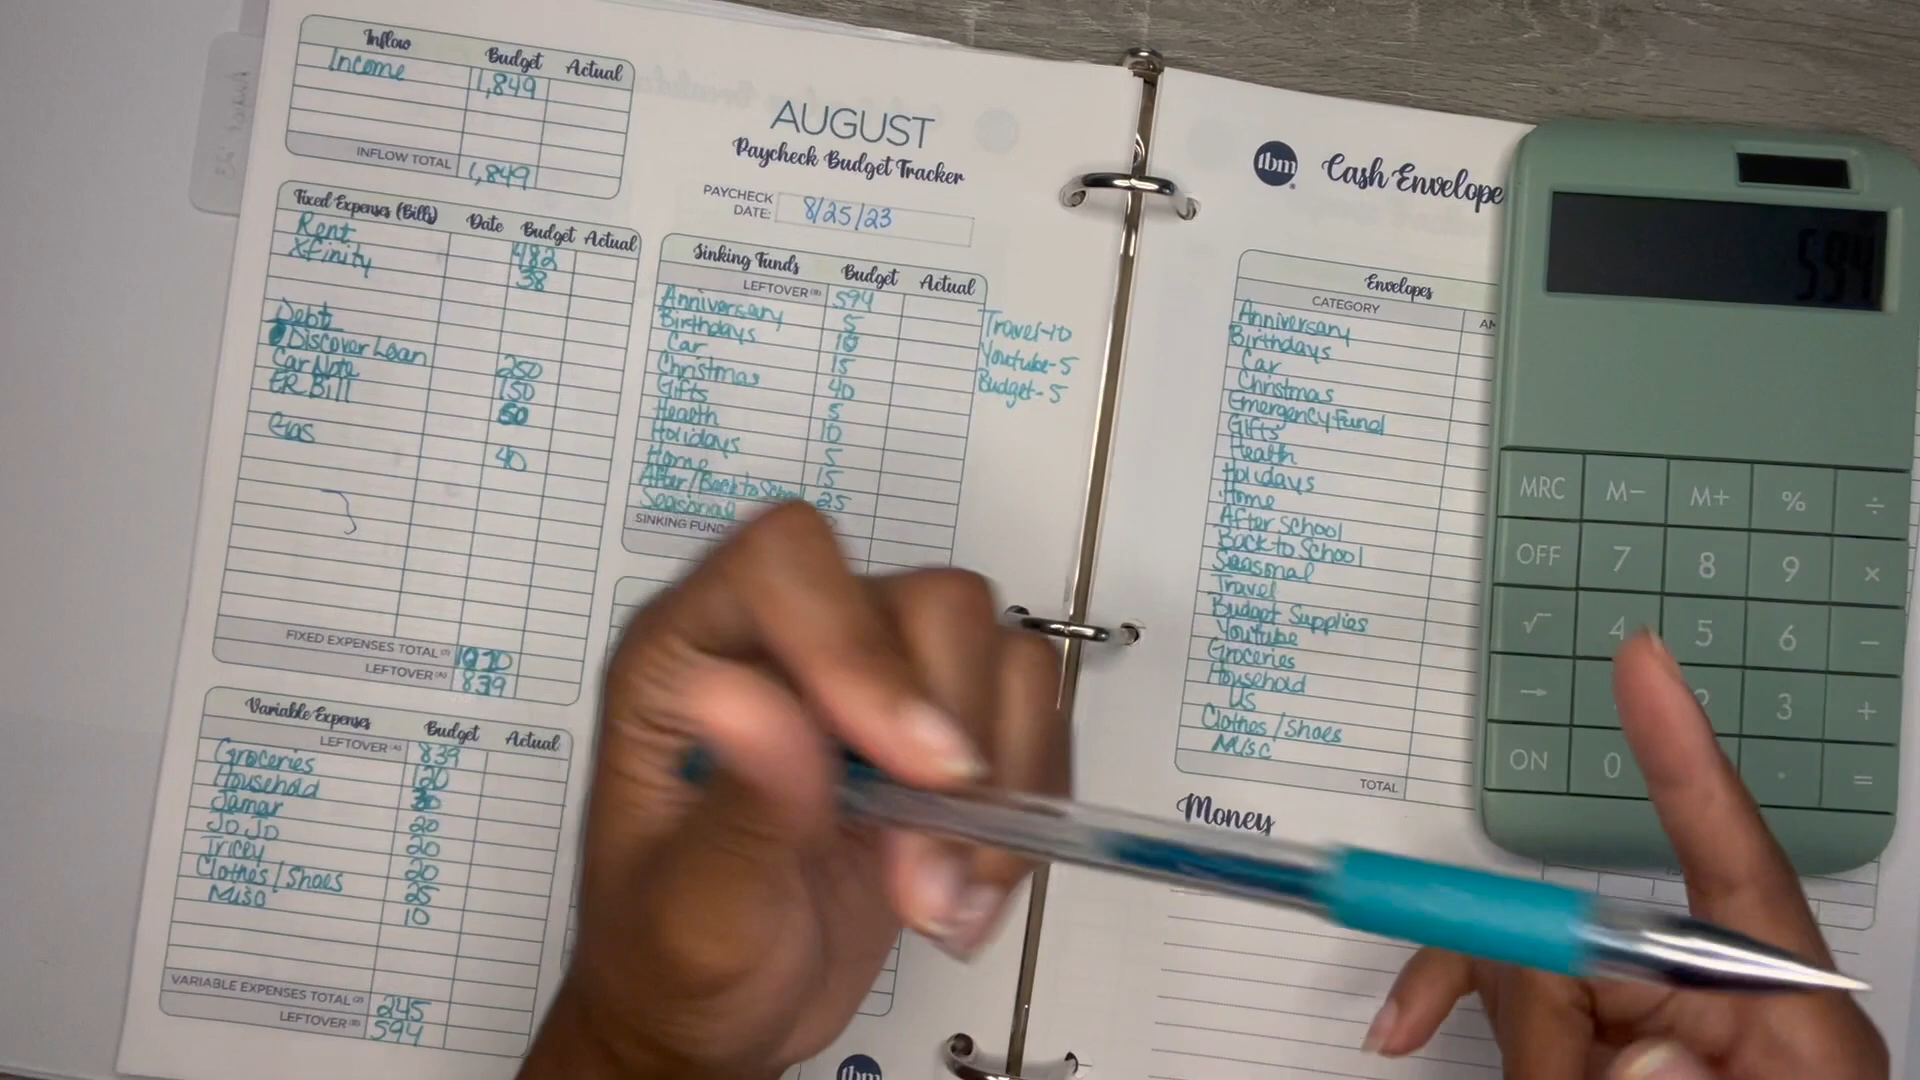 Inflow Budget Actual
Income 1,849
INFLOW TOTAL 1,849
AUGUST
Paycheck Budget Tracker
PAYCHECK DATE: 8/25/23
Fixed Expenses (Bills) Date Budget Actual
Rent 482
Xfinity 38
Debt
Discover Loan 250
Car Note 150
ER Bill 50
Gas 40
FIXED EXPENSES TOTAL 1010
LEFTOVER (A) 839
Variable Expenses Budget Actual
LEFTOVER (A) 839
Groceries 120
Household 30
Jamar 20
JOJO 20
Tricey 20
Clothes/Shoes 25
Misc 10
VARIABLE EXPENSES TOTAL 245
LEFTOVER (B) 594
Sinking Funds Budget Actual
LEFTOVER (B) 594
Anniversary 5
Birthdays 10
Car 15
Christmas 40
Gifts 5
Health 10
Holidays 5
Home 15
After/Back to School 25
Seasonal
SINKING FUND
Travel-10
Youtube-5
Budget-5
tbm
Cash Envelope
Envelopes
CATEGORY
Anniversary
Birthdays
Car
Christmas
Emergency Fund
Gifts
Health
Holidays
Home
After School
Back to School
Seasonal
Travel
Budget Supplies
Youtube
Groceries
Household
Us
Clothes/Shoes
Misc
TOTAL
Money
594
MRC M− M+ % ÷
OFF 7 8 9 ×
√ 4 5 6 −
→ 2 3 +
ON 0 . =
tbm